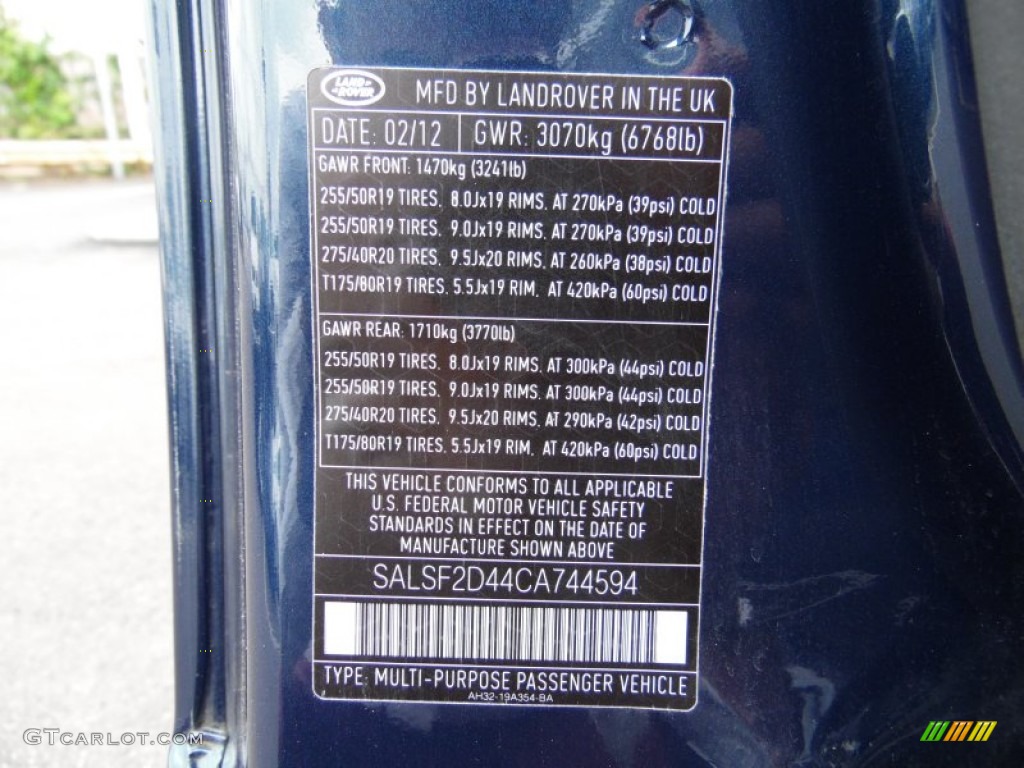 LAND ROVER
MFD BY LANDROVER IN THE UK
DATE: 02/12 GWR: 3070kg (6768lb)
GAWR FRONT: 1470kg (3241lb)
255/50R19 TIRES. 8.0Jx19 RIMS. AT 270kPa (39psi) COLD
255/50R19 TIRES. 9.0Jx19 RIMS. AT 270kPa (39psi) COLD
275/40R20 TIRES. 9.5Jx20 RIMS. AT 260kPa (38psi) COLD
T175/80R19 TIRES. 5.5Jx19 RIM. AT 420kPa (60psi) COLD
GAWR REAR: 1710kg (3770lb)
255/50R19 TIRES. 8.0Jx19 RIMS. AT 300kPa (44psi) COLD
255/50R19 TIRES. 9.0Jx19 RIMS. AT 300kPa (44psi) COLD
275/40R20 TIRES. 9.5Jx20 RIMS. AT 290kPa (42psi) COLD
T175/80R19 TIRES. 5.5Jx19 RIM. AT 420kPa (60psi) COLD
THIS VEHICLE CONFORMS TO ALL APPLICABLE
U.S. FEDERAL MOTOR VEHICLE SAFETY
STANDARDS IN EFFECT ON THE DATE OF
MANUFACTURE SHOWN ABOVE
SALSF2D44CA744594
TYPE: MULTI-PURPOSE PASSENGER VEHICLE
AH32-19A354-BA
GTCARLOT.COM